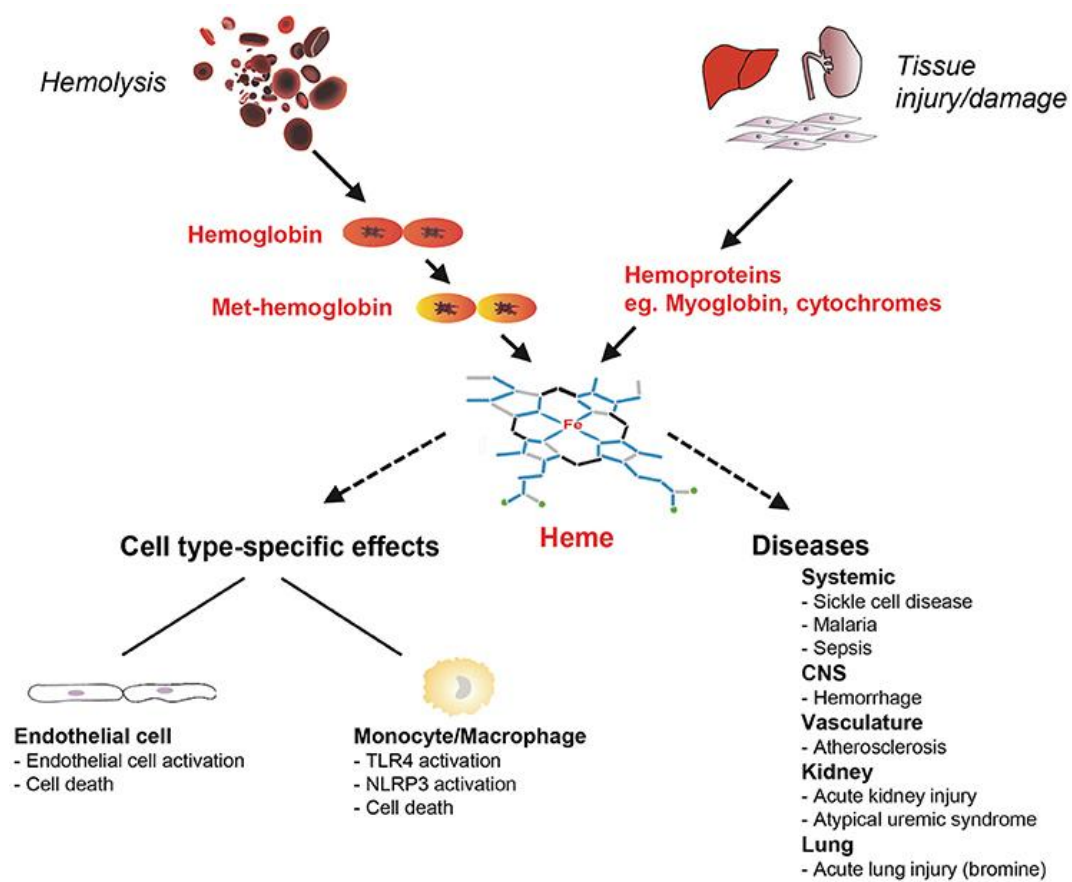 Hemolysis
Tissue
injury/damage
Hemoglobin
Met-hemoglobin
Hemoproteins
eg. Myoglobin, cytochromes
Fe
Heme
Cell type-specific effects
Endothelial cell
- Endothelial cell activation
- Cell death
Monocyte/Macrophage
- TLR4 activation
- NLRP3 activation
- Cell death
Diseases
Systemic
- Sickle cell disease
- Malaria
- Sepsis
CNS
- Hemorrhage
Vasculature
- Atherosclerosis
Kidney
- Acute kidney injury
- Atypical uremic syndrome
Lung
- Acute lung injury (bromine)